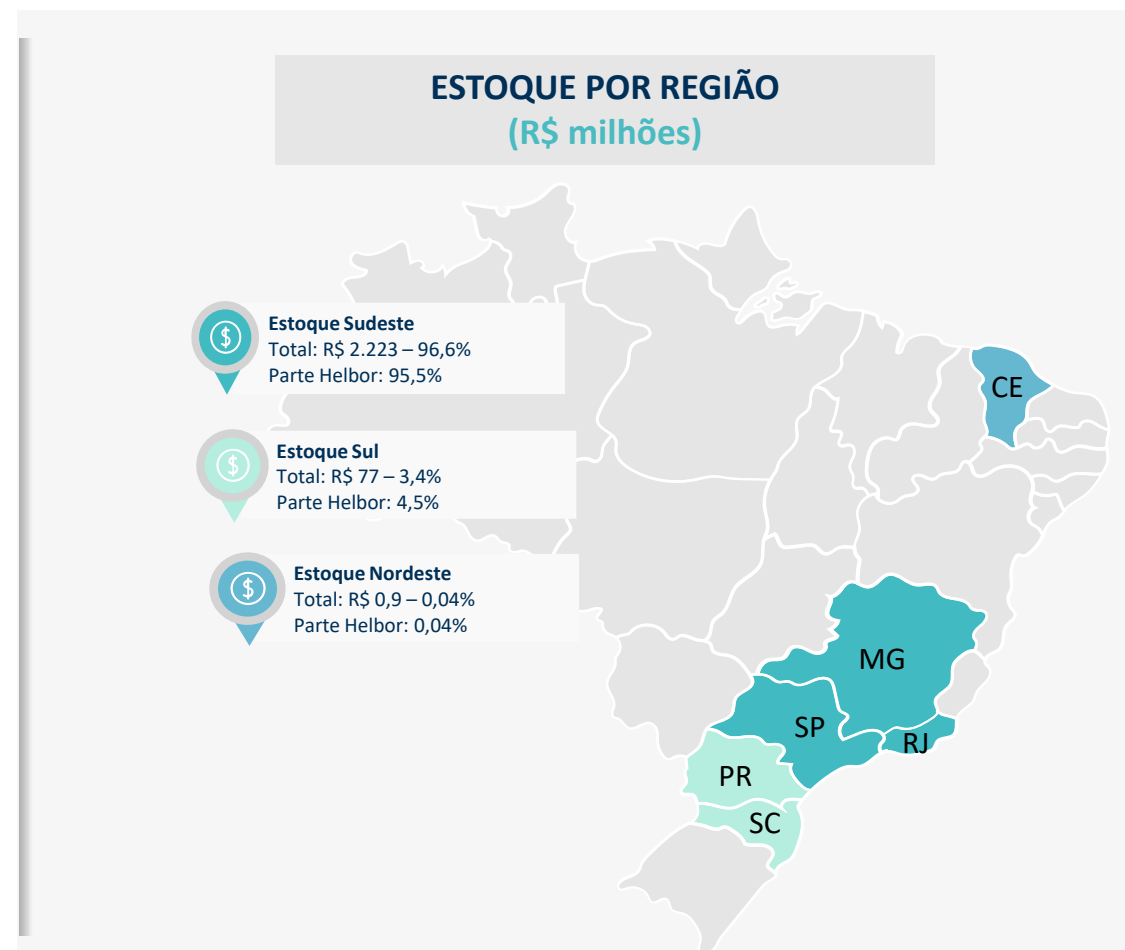 ESTOQUE POR REGIÃO
(R$ milhões)
Estoque Sudeste
Total: R$ 2.223 – 96,6%
Parte Helbor: 95,5%
Estoque Sul
Total: R$ 77 – 3,4%
Parte Helbor: 4,5%
Estoque Nordeste
Total: R$ 0,9 – 0,04%
Parte Helbor: 0,04%
CE
MG
SP
RJ
PR
SC
$
$
$